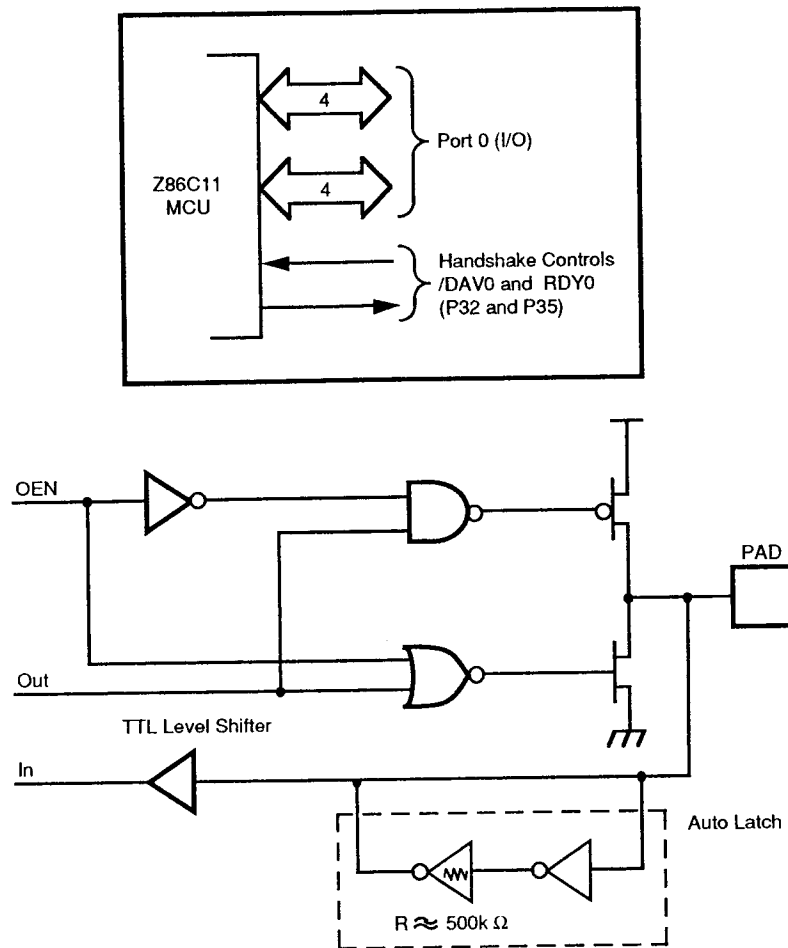 4
Port 0 (I/O)
Z86C11
MCU
4
Handshake Controls
/DAV0 and RDY0
(P32 and P35)
OEN
PAD
Out
TTL Level Shifter
In
Auto Latch
R ≈ 500k Ω